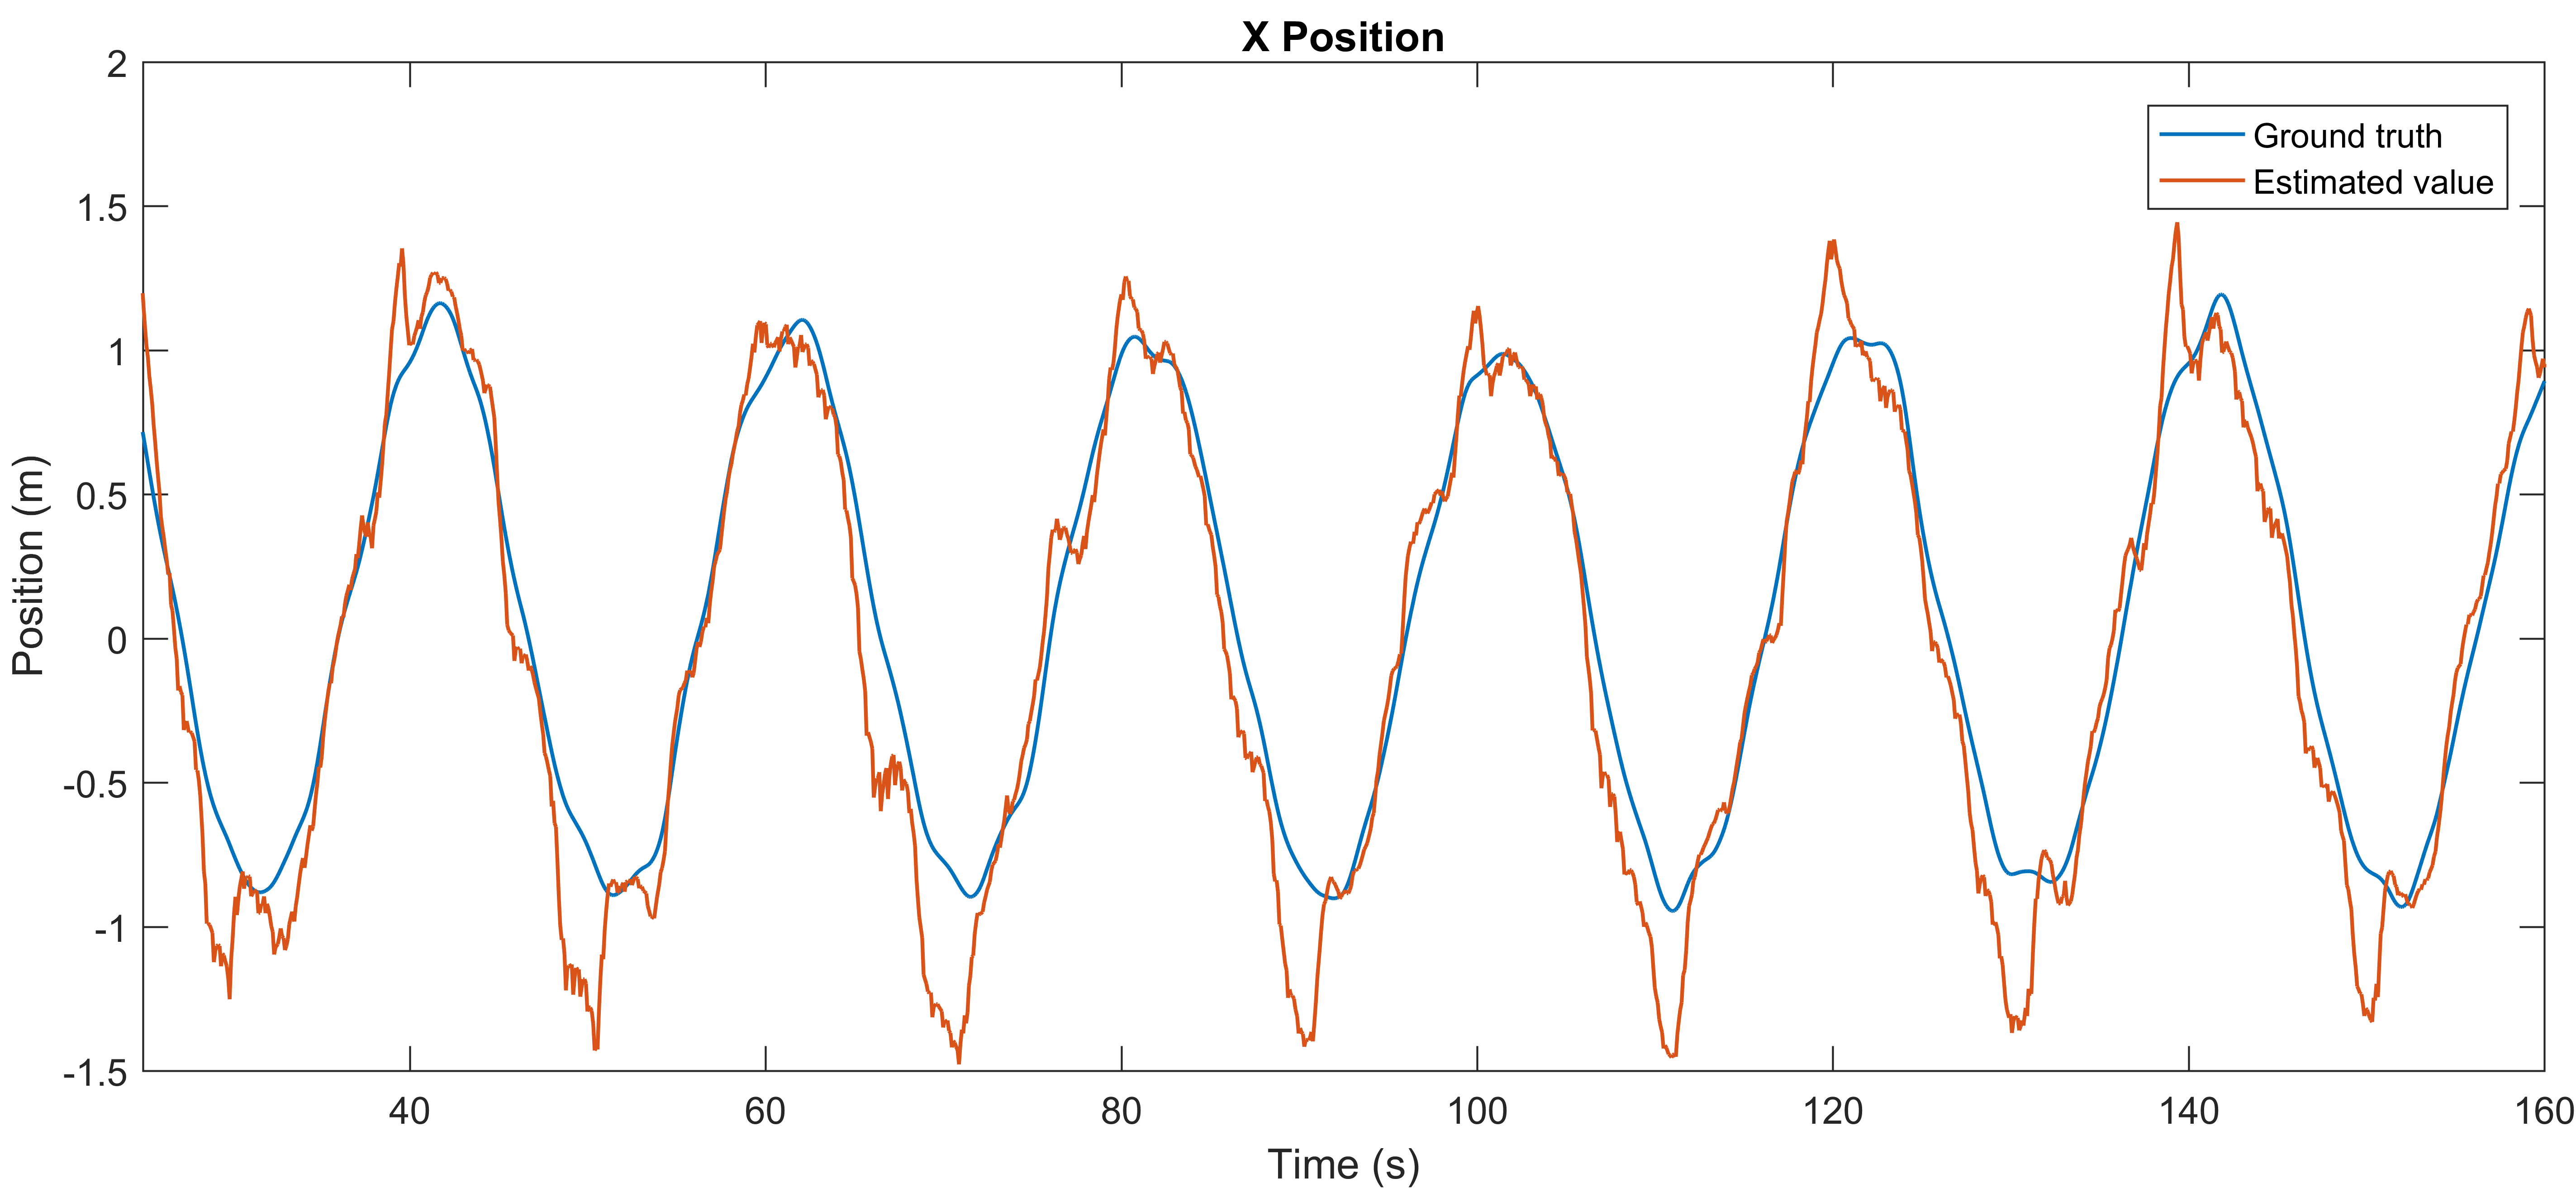 X Position
2
1.5
1
0.5
0
-0.5
-1
-1.5
Position (m)
Ground truth
Estimated value
40 60 80 100 120 140 160
Time (s)